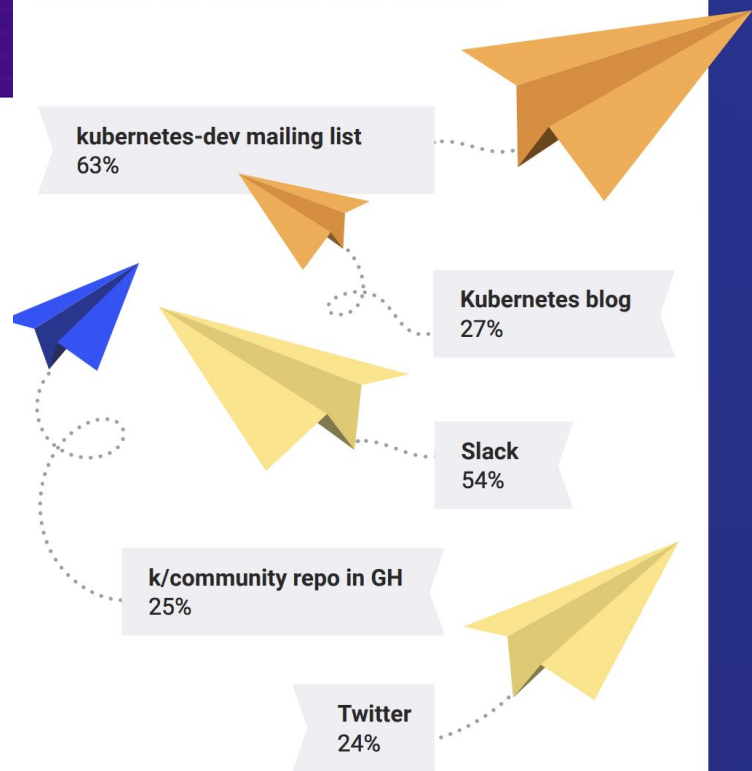 kubernetes-dev mailing list
63%
Kubernetes blog
27%
Slack
54%
k/community repo in GH
25%
Twitter
24%